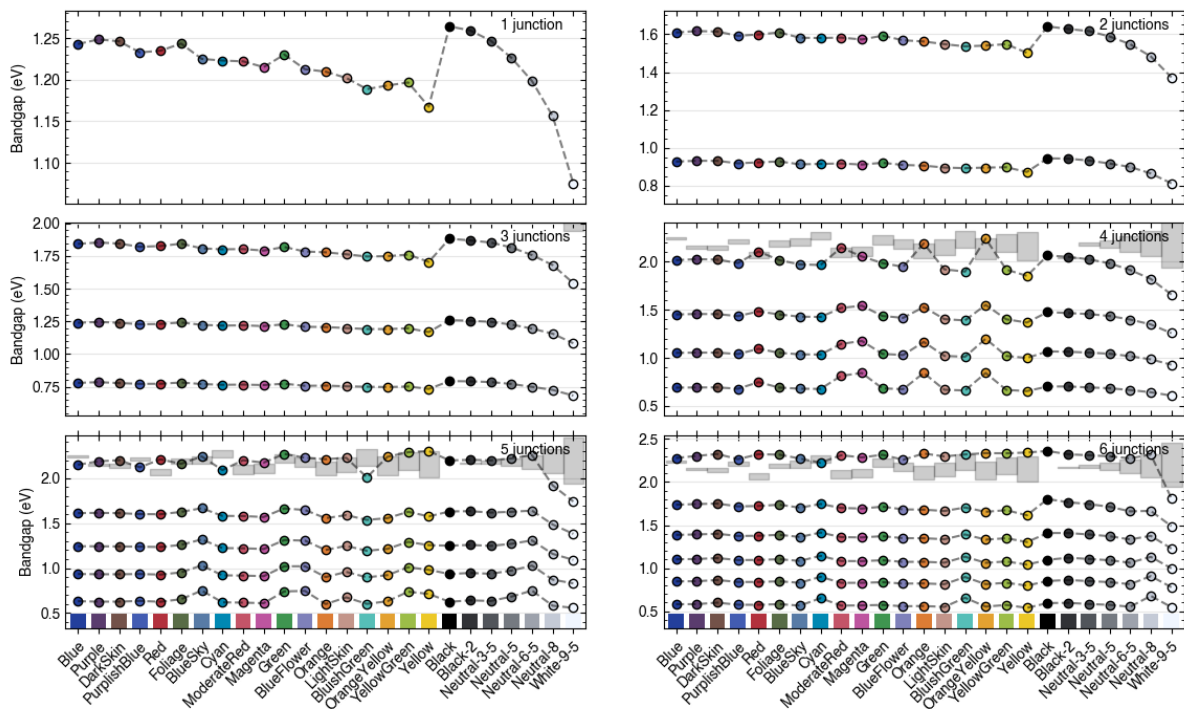 1 junction
1.25
1.20
1.15
1.10
Bandgap (eV)
2 junctions
1.6
1.4
1.2
1.0
0.8
3 junctions
2.00
1.75
1.50
1.25
1.00
0.75
Bandgap (eV)
4 junctions
2.0
1.5
1.0
0.5
5 junctions
2.0
1.5
1.0
0.5
Bandgap (eV)
6 junctions
2.5
2.0
1.5
1.0
0.5
Blue
Purple
DarkSkin
PurplishBlue
Red
Foliage
BlueSky
Cyan
ModerateRed
Magenta
Green
BlueFlower
Orange
LightSkin
BluishGreen
Orange Yellow
YellowGreen
Yellow
Black
Black-2
Neutral-3-5
Neutral-5
Neutral-6-5
Neutral-8
White-9-5
Blue
Purple
DarkSkin
PurplishBlue
Red
Foliage
BlueSky
Cyan
ModerateRed
Magenta
Green
BlueFlower
Orange
LightSkin
BluishGreen
Orange Yellow
YellowGreen
Yellow
Black
Black-2
Neutral-3-5
Neutral-5
Neutral-6-5
Neutral-8
White-9-5